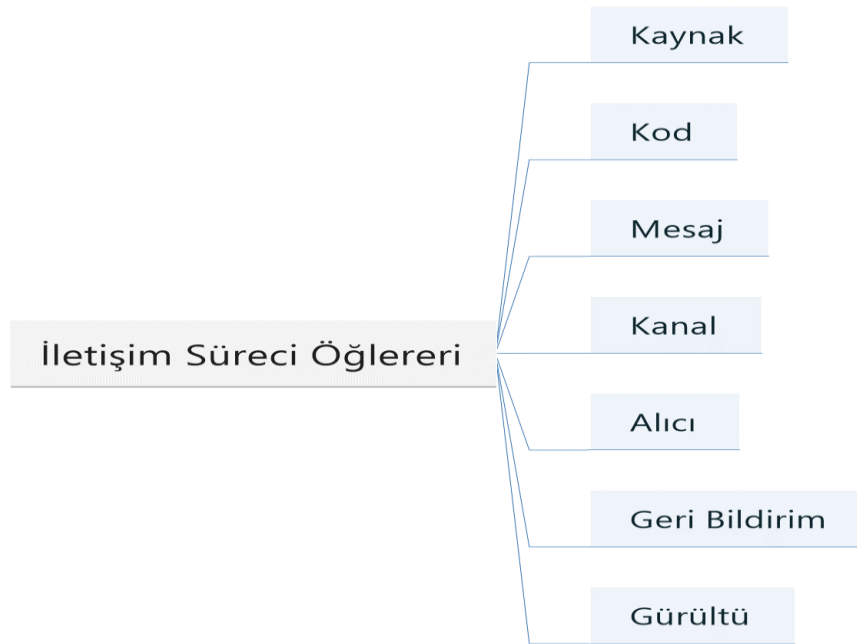 Kaynak
Kod
Mesaj
İletişim Süreci Öğlereri
Kanal
Alıcı
Geri Bildirim
Gürültü